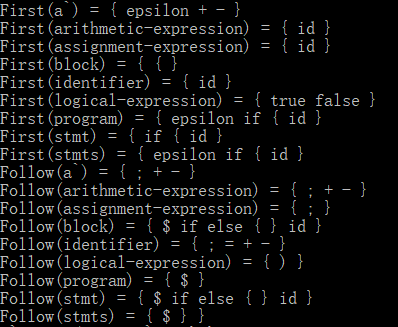 First(a`) = { epsilon + - }
First(arithmetic-expression) = { id }
First(assignment-expression) = { id }
First(block) = { { }
First(identifier) = { id }
First(logical-expression) = { true false }
First(program) = { epsilon if { id }
First(stmt) = { if { id }
First(stmts) = { epsilon if { id }
Follow(a`) = { ; + - }
Follow(arithmetic-expression) = { ; + - }
Follow(assignment-expression) = { ; }
Follow(block) = { $ if else { } id }
Follow(identifier) = { ; = + - }
Follow(logical-expression) = { ) }
Follow(program) = { $ }
Follow(stmt) = { $ if else { } id }
Follow(stmts) = { $ } }